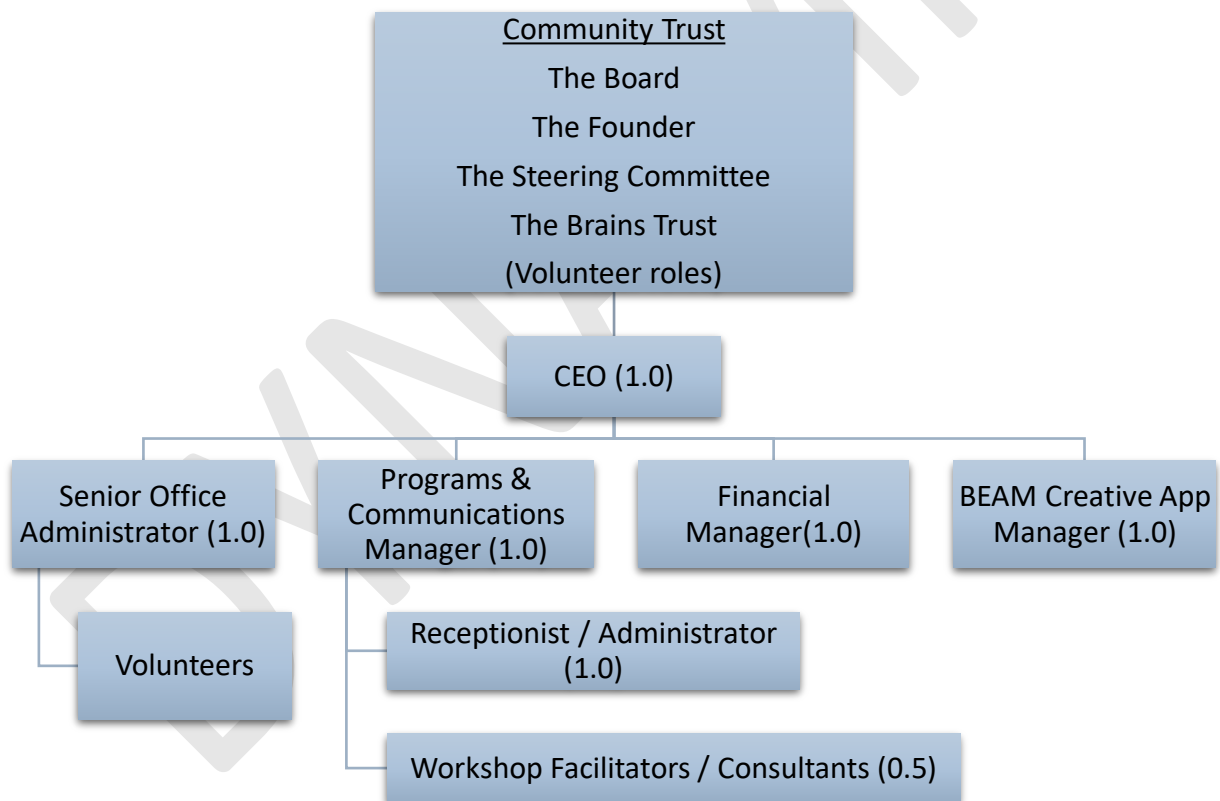 Community Trust
The Board
The Founder
The Steering Committee
The Brains Trust
(Volunteer roles)
CEO (1.0)
Senior Office
Administrator (1.0)
Programs &
Communications
Manager (1.0)
Financial
Manager(1.0)
BEAM Creative App
Manager (1.0)
Volunteers
Receptionist / Administrator
(1.0)
Workshop Facilitators / Consultants (0.5)